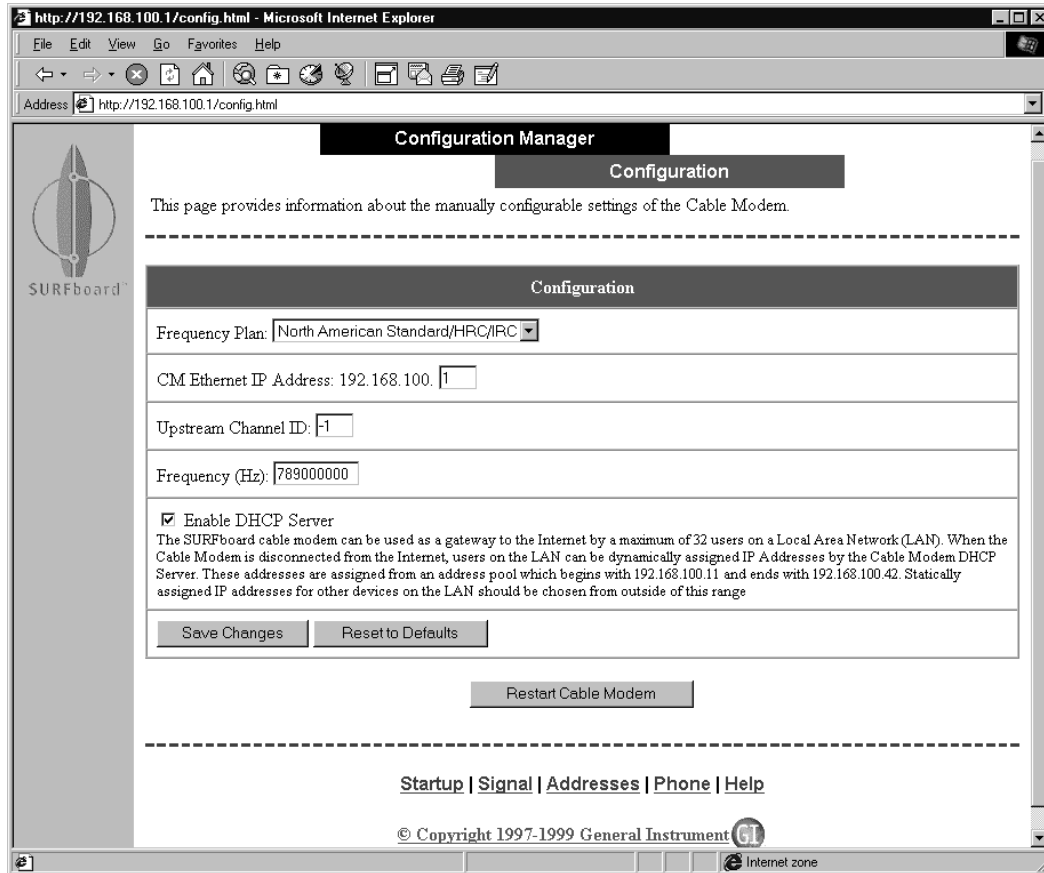 http://192.168.100.1/config.html - Microsoft Internet Explorer
File Edit View Go Favorites Help
Address http://192.168.100.1/config.html
Configuration Manager
Configuration
This page provides information about the manually configurable settings of the Cable Modem.
SURFboard™
Configuration
Frequency Plan: North American Standard/HRC/IRC
CM Ethernet IP Address: 192.168.100. 1
Upstream Channel ID: -1
Frequency (Hz): 789000000
Enable DHCP Server
The SURFboard cable modem can be used as a gateway to the Internet by a maximum of 32 users on a Local Area Network (LAN). When the
Cable Modem is disconnected from the Internet, users on the LAN can be dynamically assigned IP Addresses by the Cable Modem DHCP
Server. These addresses are assigned from an address pool which begins with 192.168.100.11 and ends with 192.168.100.42. Statically
assigned IP addresses for other devices on the LAN should be chosen from outside of this range
Save Changes Reset to Defaults
Restart Cable Modem
Startup | Signal | Addresses | Phone | Help
© Copyright 1997-1999 General Instrument GI
Internet zone